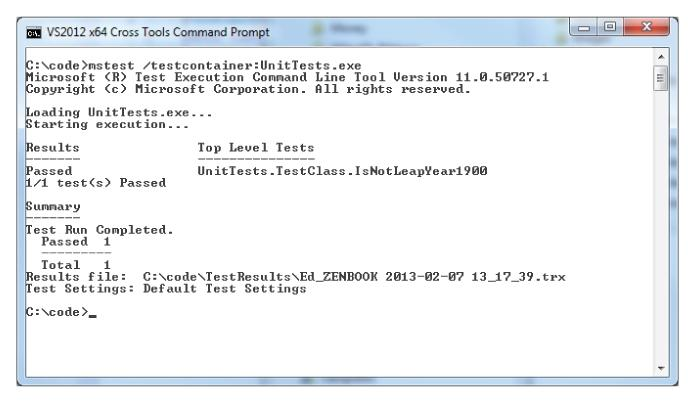 VS2012 x64 Cross Tools Command Prompt
C:\code>mstest /testcontainer:UnitTests.exe
Microsoft (R) Test Execution Command Line Tool Version 11.0.50727.1
Copyright (c) Microsoft Corporation. All rights reserved.
Loading UnitTests.exe...
Starting execution...
Results Top Level Tests
------- ---------------
Passed UnitTests.TestClass.IsNotLeapYear1900
1/1 test(s) Passed
Summary
-------
Test Run Completed.
Passed 1
---------
Total 1
Results file: C:\code\TestResults\Ed_ZENBOOK 2013-02-07 13_17_39.trx
Test Settings: Default Test Settings
C:\code>_